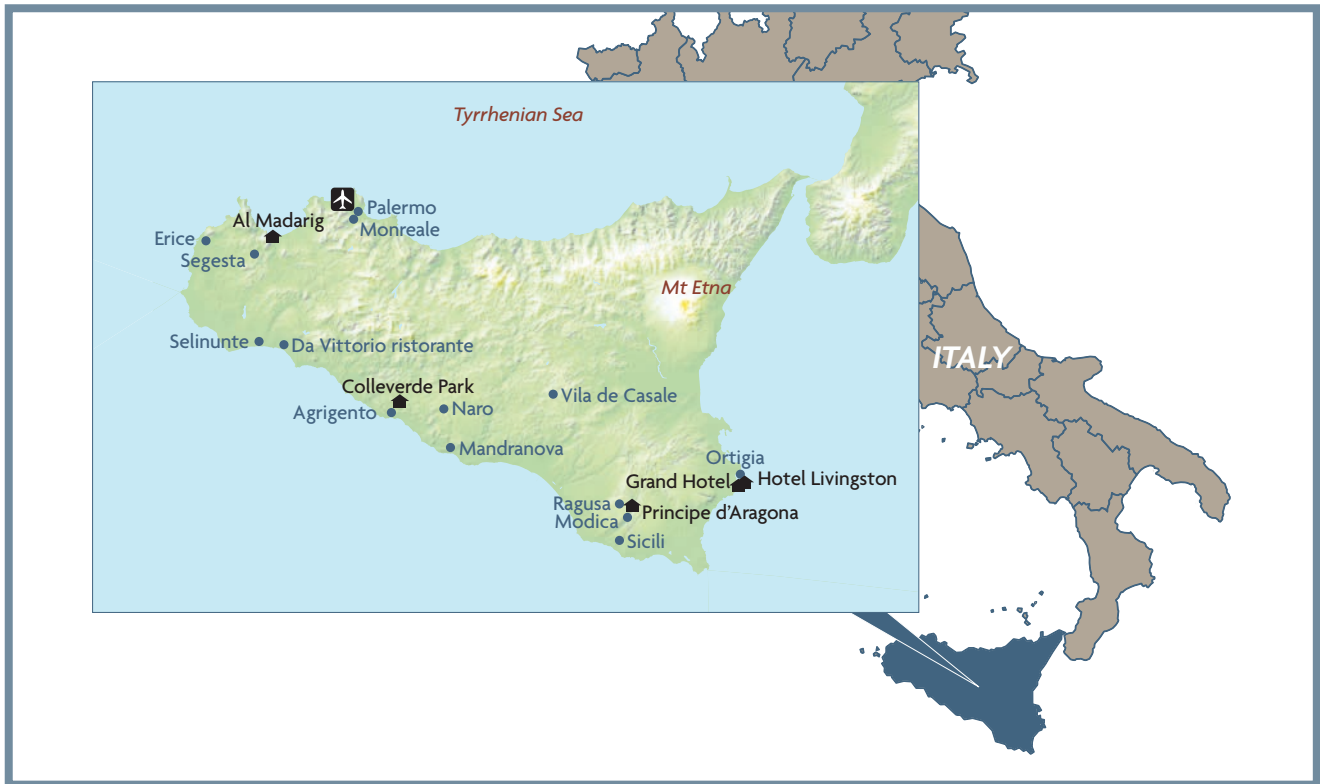 Tyrrhenian Sea
Palermo
Al Madarig
Monreale
Erice
Segesta
Mt Etna
Selinunte
Da Vittorio ristorante
ITALY
Colleverde Park
Vila de Casale
Agrigento
Naro
Mandranova
Ortigia
Grand Hotel
Hotel Livingston
Ragusa
Principe d'Aragona
Modica
Sicili